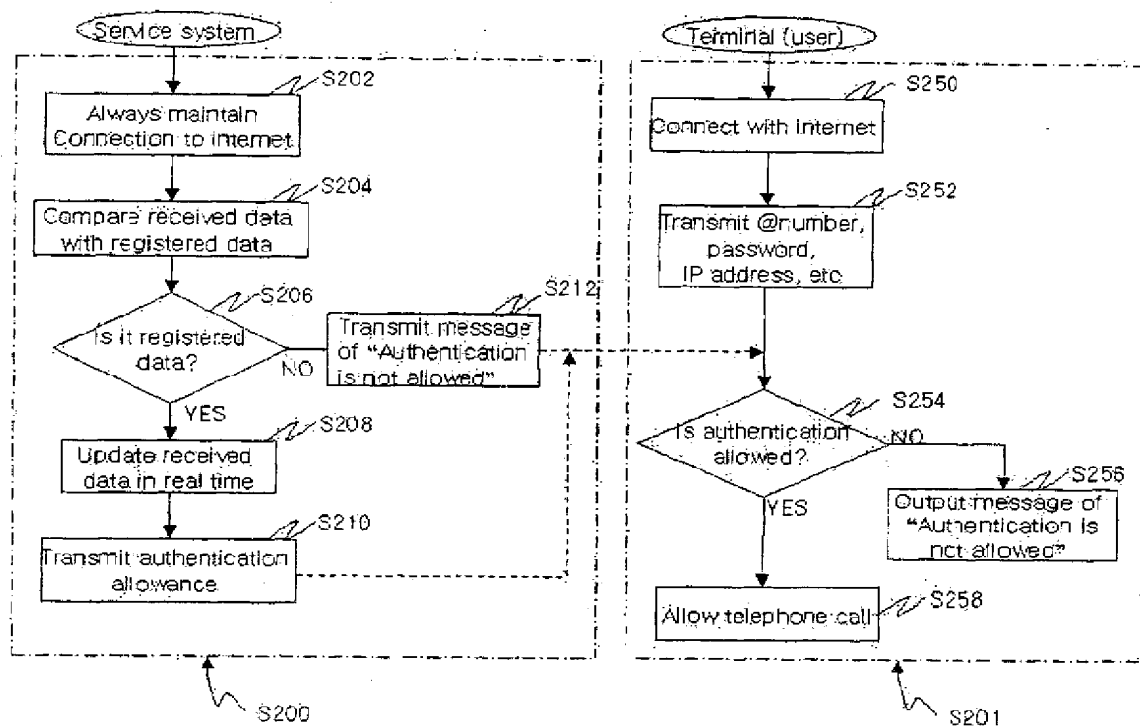 Service system
S202
Always maintain
Connection to internet
S204
Compare received data
with registered data
S206
Is it registered
data?
NO
YES
S212
Transmit message
of "Authentication
is not allowed"
S208
Update received
data in real time
S210
Transmit authentication
allowance
S200
Terminal (user)
S250
Connect with internet
S252
Transmit @number,
password,
IP address, etc
S254
Is authentication
allowed?
NO
YES
S256
Output message of
"Authentication is
not allowed"
Allow telephone call
S258
S201